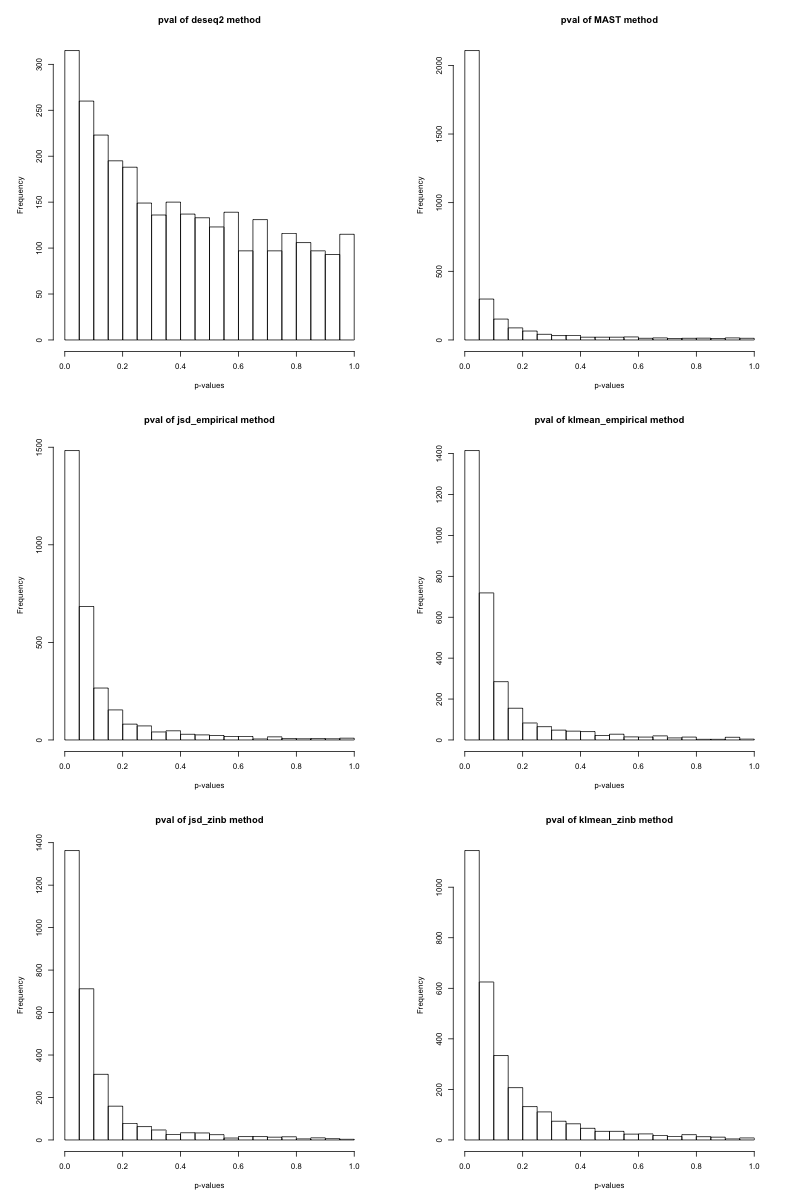 pval of deseq2 method
Frequency
0 50 100 150 200 250 300
0.0 0.2 0.4 0.6 0.8 1.0
p-values
pval of MAST method
Frequency
0 500 1000 1500 2000
0.0 0.2 0.4 0.6 0.8 1.0
p-values
pval of jsd_empirical method
Frequency
0 500 1000 1500
0.0 0.2 0.4 0.6 0.8 1.0
p-values
pval of klmean_empirical method
Frequency
0 200 400 600 800 1000 1200 1400
0.0 0.2 0.4 0.6 0.8 1.0
p-values
pval of jsd_zinb method
Frequency
0 200 400 600 800 1000 1200 1400
0.0 0.2 0.4 0.6 0.8 1.0
p-values
pval of klmean_zinb method
Frequency
0 200 400 600 800 1000
0.0 0.2 0.4 0.6 0.8 1.0
p-values